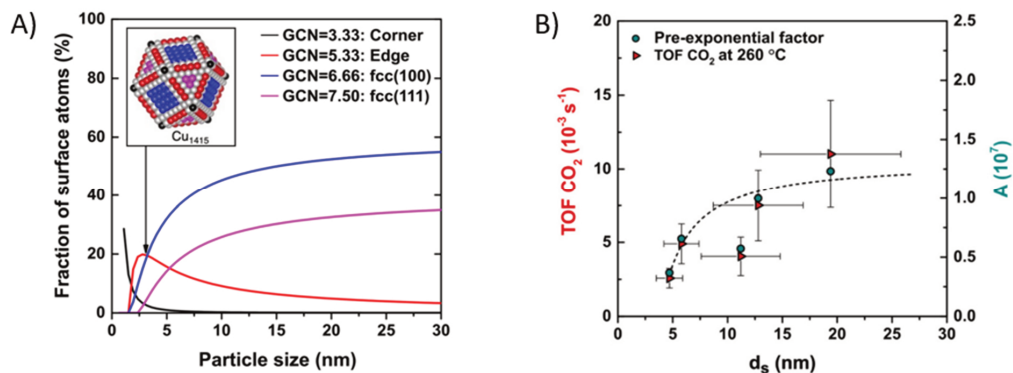 A)
Fraction of surface atoms (%)
100
80
60
40
20
0
Cu1415
GCN=3.33: Corner
GCN=5.33: Edge
GCN=6.66: fcc(100)
GCN=7.50: fcc(111)
0 5 10 15 20 25 30
Particle size (nm)
B)
TOF CO2 (10-3 s-1)
20
15
10
5
0
Pre-exponential factor
TOF CO2 at 260 °C
2.5
2.0
1.5
1.0
0.5
0.0
A (107)
0 5 10 15 20 25 30
ds (nm)